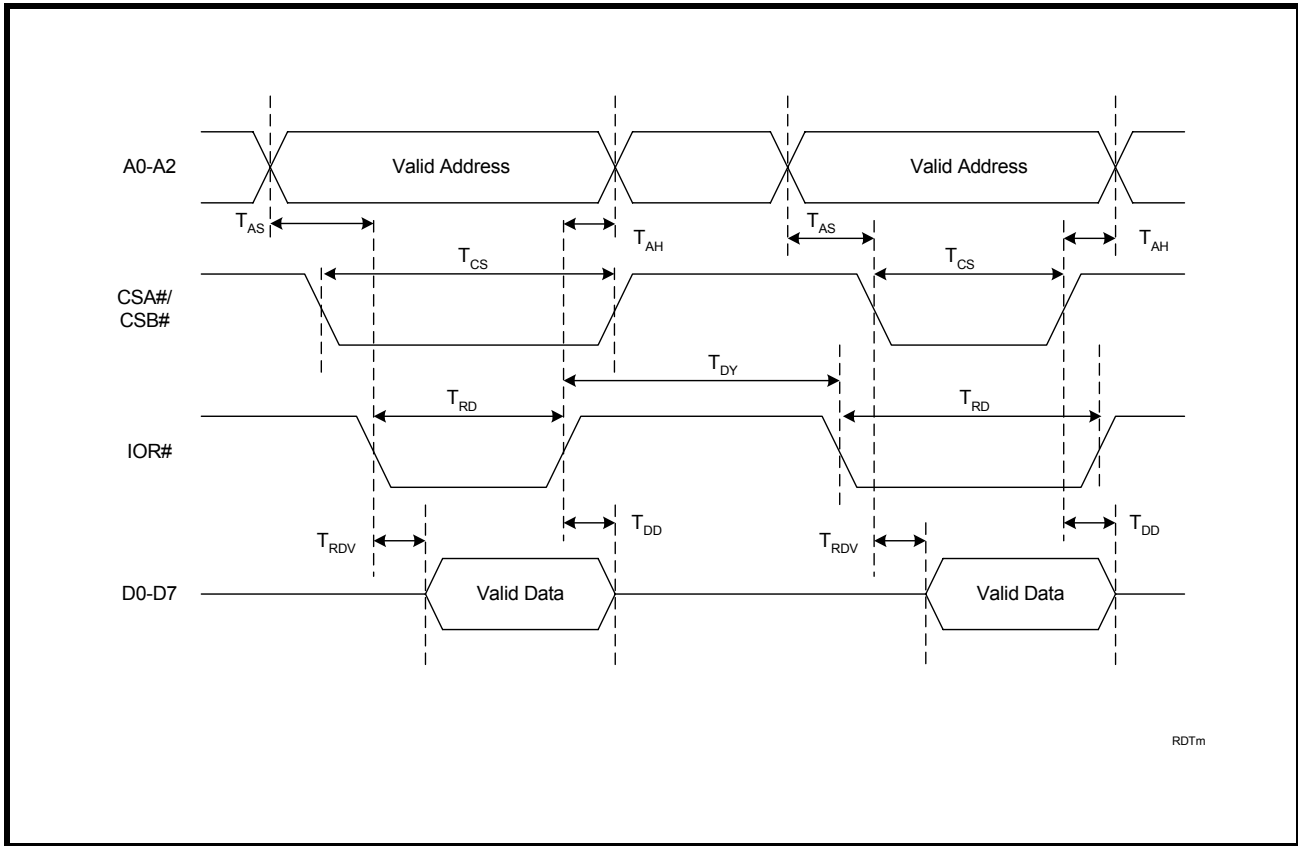 A0-A2
Valid Address
Valid Address
TAS
TAH
TAS
TAH
CSA#/
CSB#
TCS
TCS
TDY
IOR#
TRD
TRD
TRDV
TDD
TRDV
TDD
D0-D7
Valid Data
Valid Data
RDTm